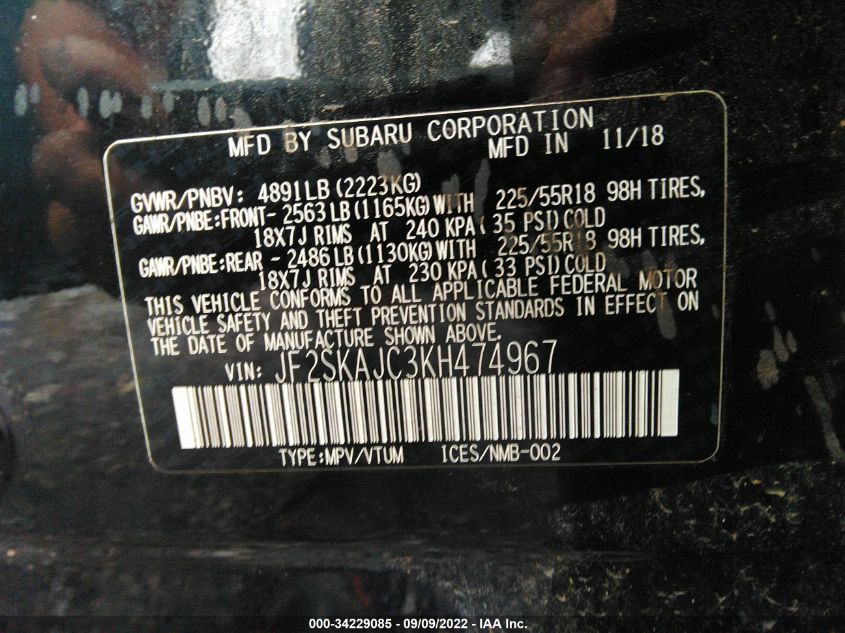 MFD BY SUBARU CORPORATION
MFD IN 11/18
GVWR/PNBV: 4891LB(2223KG)
GAWR/PNBE:FRONT- 2563LB(1165KG)WITH 225/55R18 98H TIRES,
18X7J RIMS AT 240 KPA( 35 PSI)COLD
GAWR/PNBE:REAR - 2486LB(1130KG)WITH 225/55R18 98H TIRES,
18X7J RIMS AT 230 KPA( 33 PSI)COLD
THIS VEHICLE CONFORMS TO ALL APPLICABLE FEDERAL MOTOR
VEHICLE SAFETY AND THEFT PREVENTION STANDARDS IN EFFECT ON
THE DATE OF MANUFACTURE SHOWN ABOVE.
VIN: JF2SKAJC3KH474967
TYPE:MPV/VTUM ICES/NMB-002
000-34229085 - 09/09/2022 - IAA Inc.